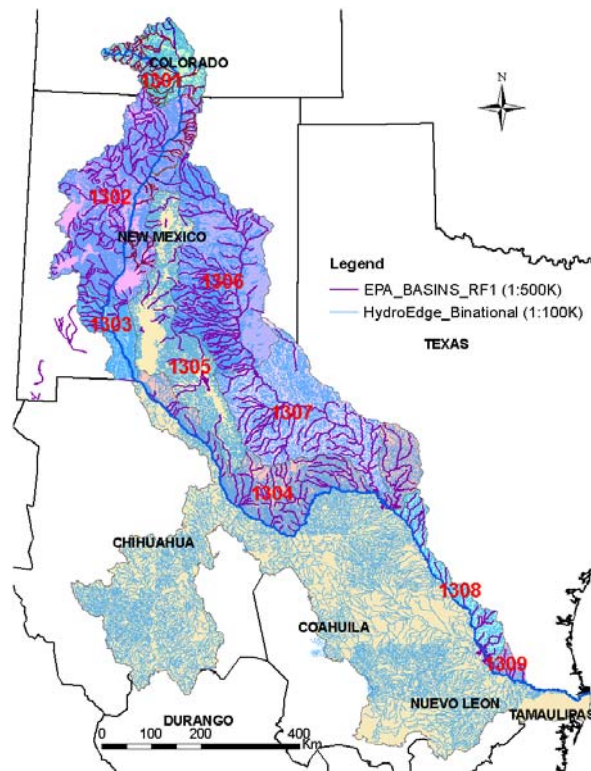 COLORADO
1301
N
1302
NEW MEXICO
1306
Legend
EPA_BASINS_RF1 (1:500K)
HydroEdge_Binational (1:100K)
1303
TEXAS
1305
1307
1304
CHIHUAHUA
1308
COAHUILA
1309
NUEVO LEON
TAMAULIPAS
DURANGO
0 100 200 400
Km